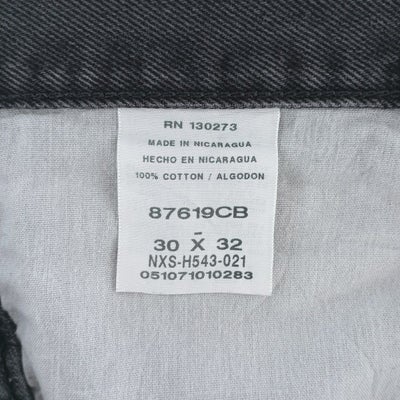 RN 130273
MADE IN NICARAGUA
HECHO EN NICARAGUA
100% COTTON / ALGODON
87619CB
-
30 X 32
NXS-H543-021
051071010283